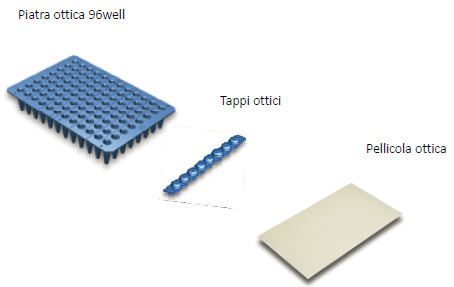 Piatra ottica 96well
Tappi ottici
Pellicola ottica